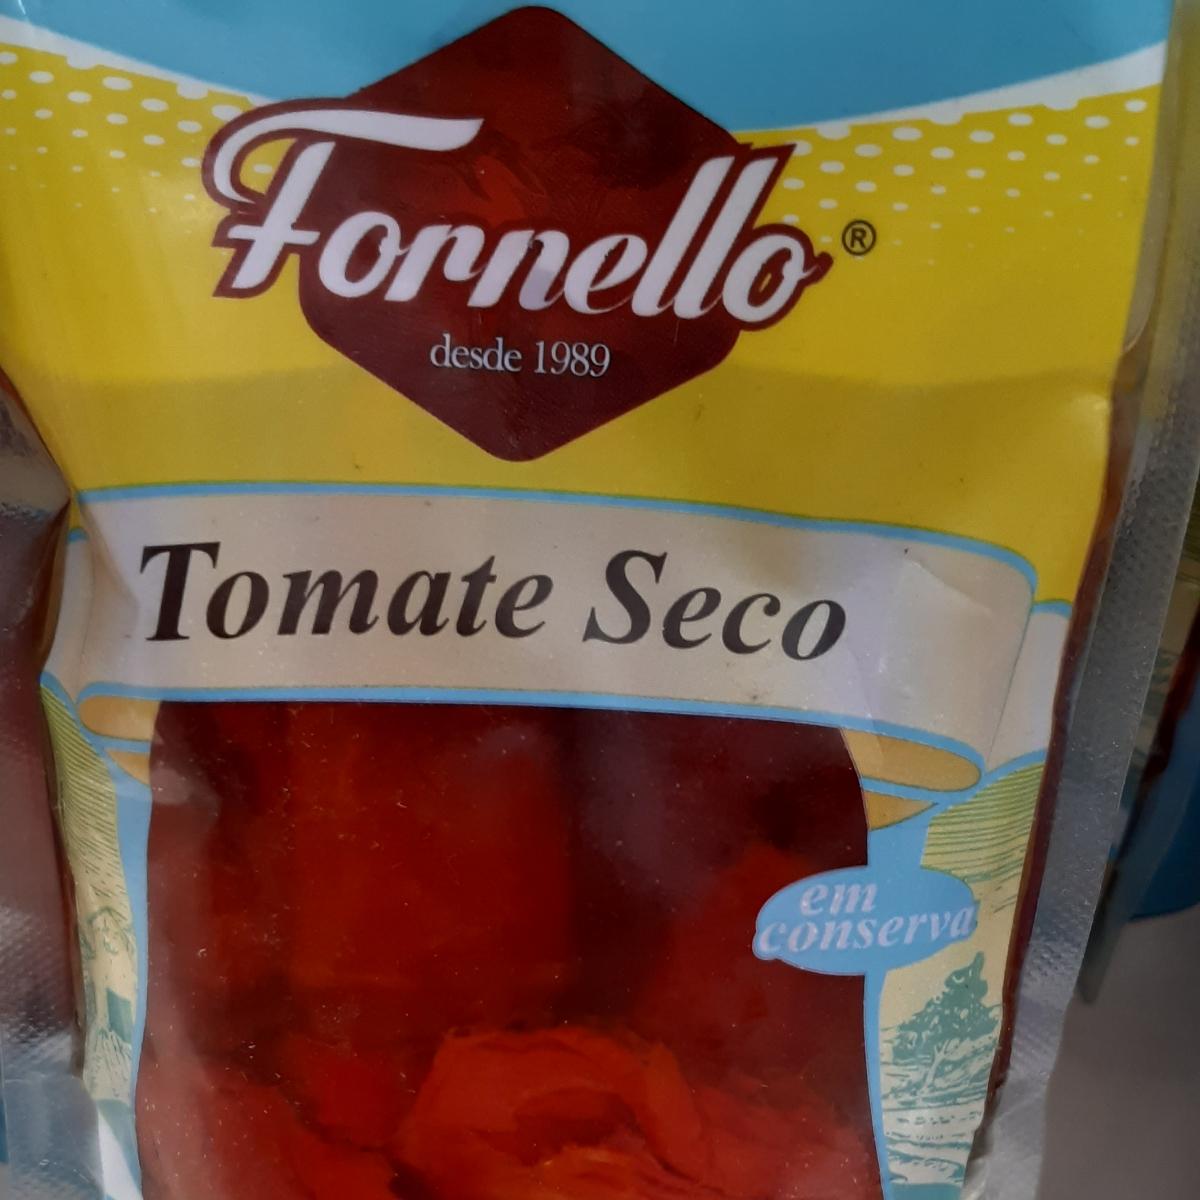 Fornello ®
desde 1989
Tomate Seco
em
conserva